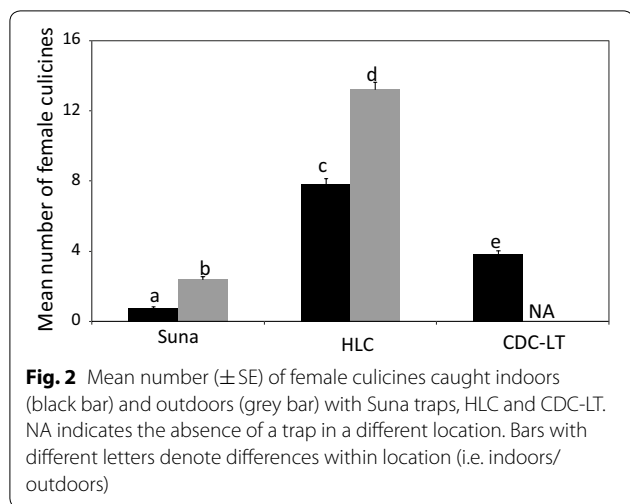 Mean number of female culicines
16
12
8
4
0
a
b
c
d
e
NA
Suna
HLC
CDC-LT
Fig. 2 Mean number (±SE) of female culicines caught indoors
(black bar) and outdoors (grey bar) with Suna traps, HLC and CDC-LT.
NA indicates the absence of a trap in a different location. Bars with
different letters denote differences within location (i.e. indoors/
outdoors)